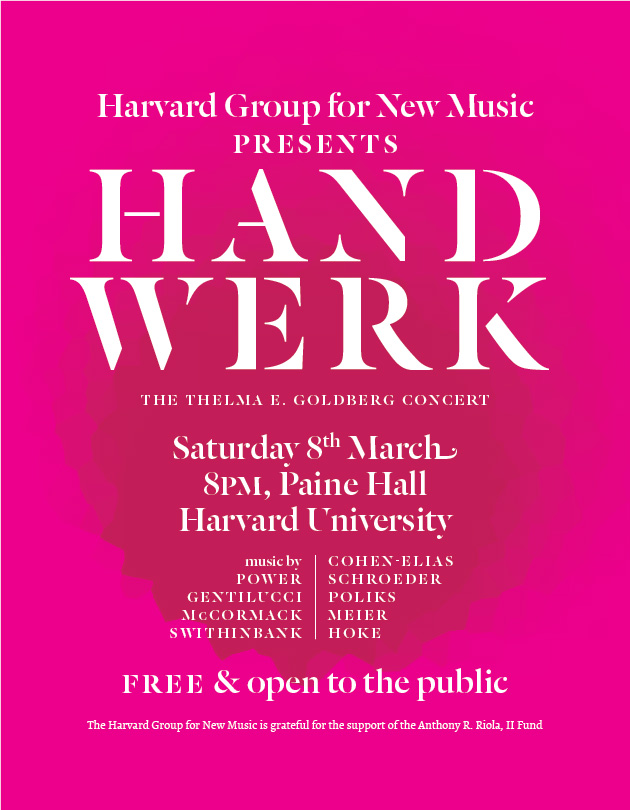 Harvard Group for New Music
PRESENTS
HAND
WERK
THE THELMA E. GOLDBERG CONCERT
Saturday 8th March
8PM, Paine Hall
Harvard University
music by
POWER
GENTILUCCI
McCORMACK
SWITHINBANK
COHEN-ELIAS
SCHROEDER
POLIKS
MEIER
HOKE
FREE & open to the public
The Harvard Group for New Music is grateful for the support of the Anthony R. Riola, II Fund